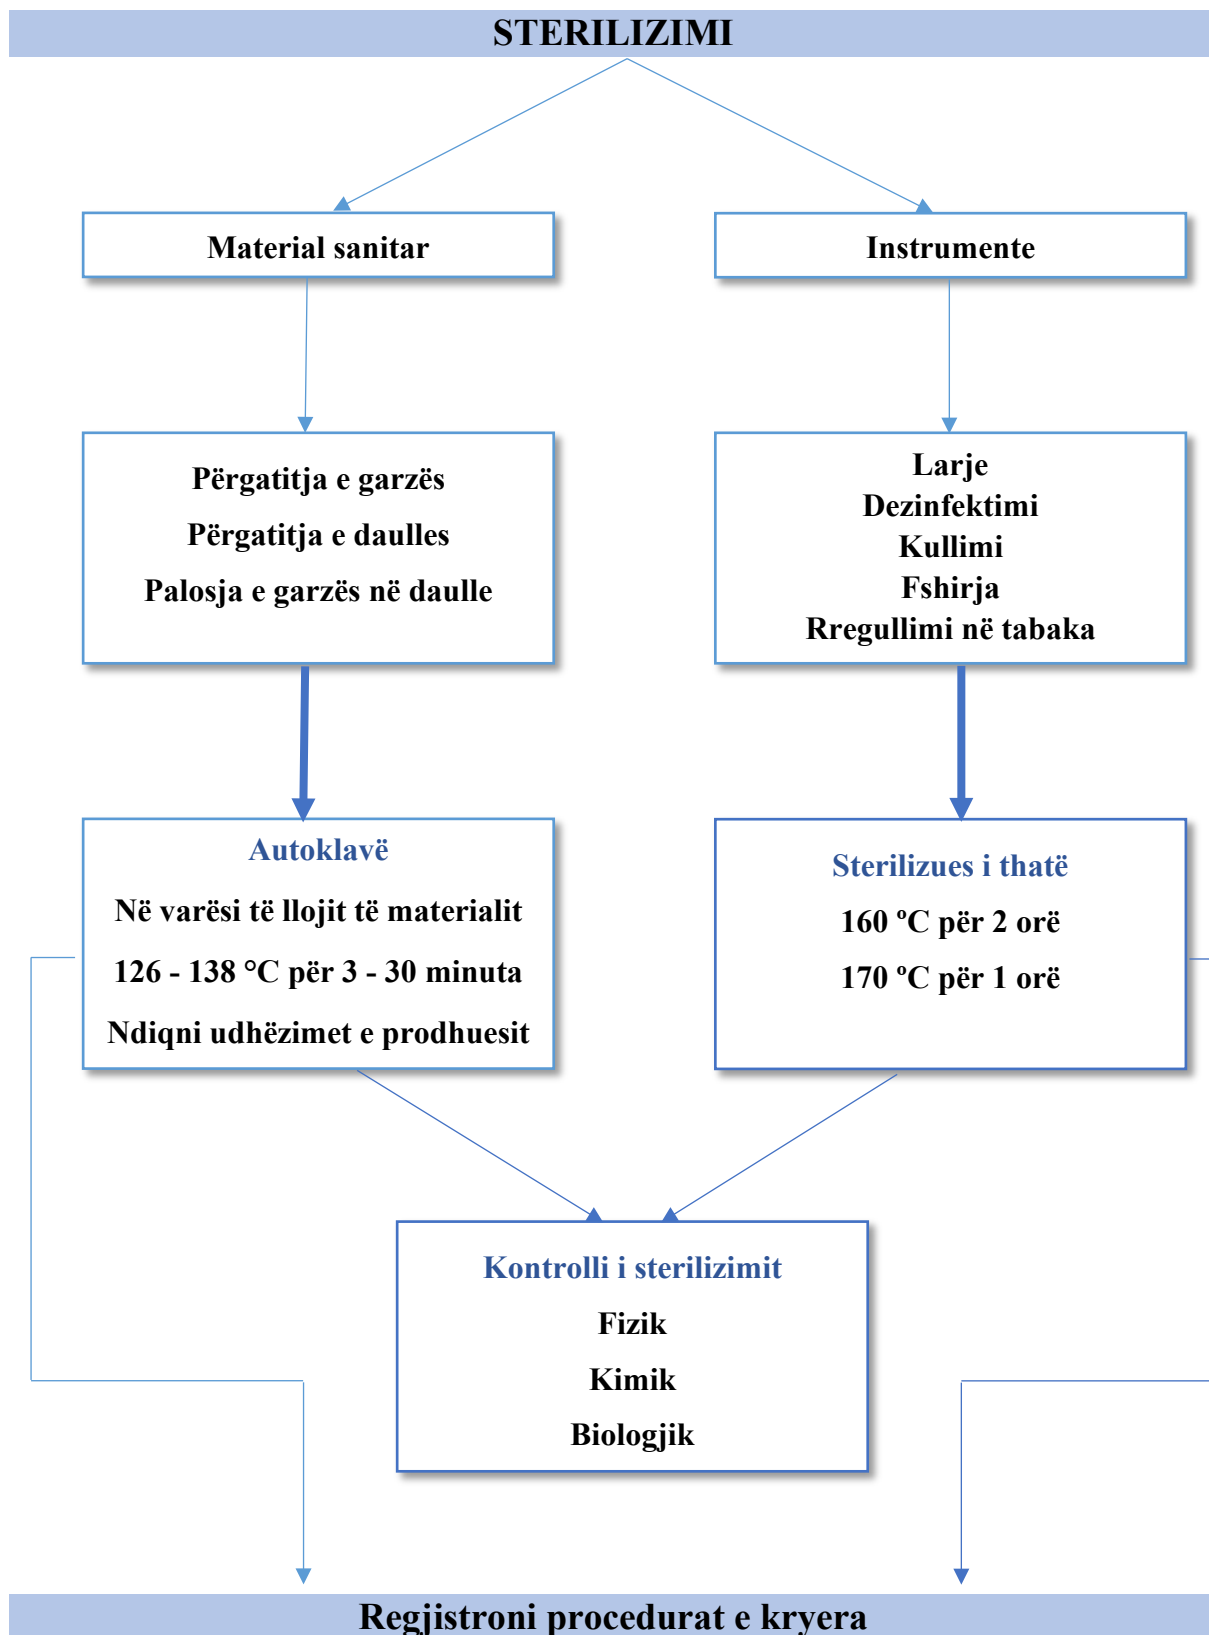 STERILIZIMI
Material sanitar
Instrumente
Përgatitja e garzës
Përgatitja e daulles
Palosja e garzës në daulle
Larje
Dezinfektimi
Kullimi
Fshirja
Rregullimi në tabaka
Autoklavë
Në varësi të llojit të materialit
126 - 138 °C për 3 - 30 minuta
Ndiqni udhëzimet e prodhuesit
Sterilizues i thatë
160 ºC për 2 orë
170 ºC për 1 orë
Kontrolli i sterilizimit
Fizik
Kimik
Biologjik
Regjistroni procedurat e kryera